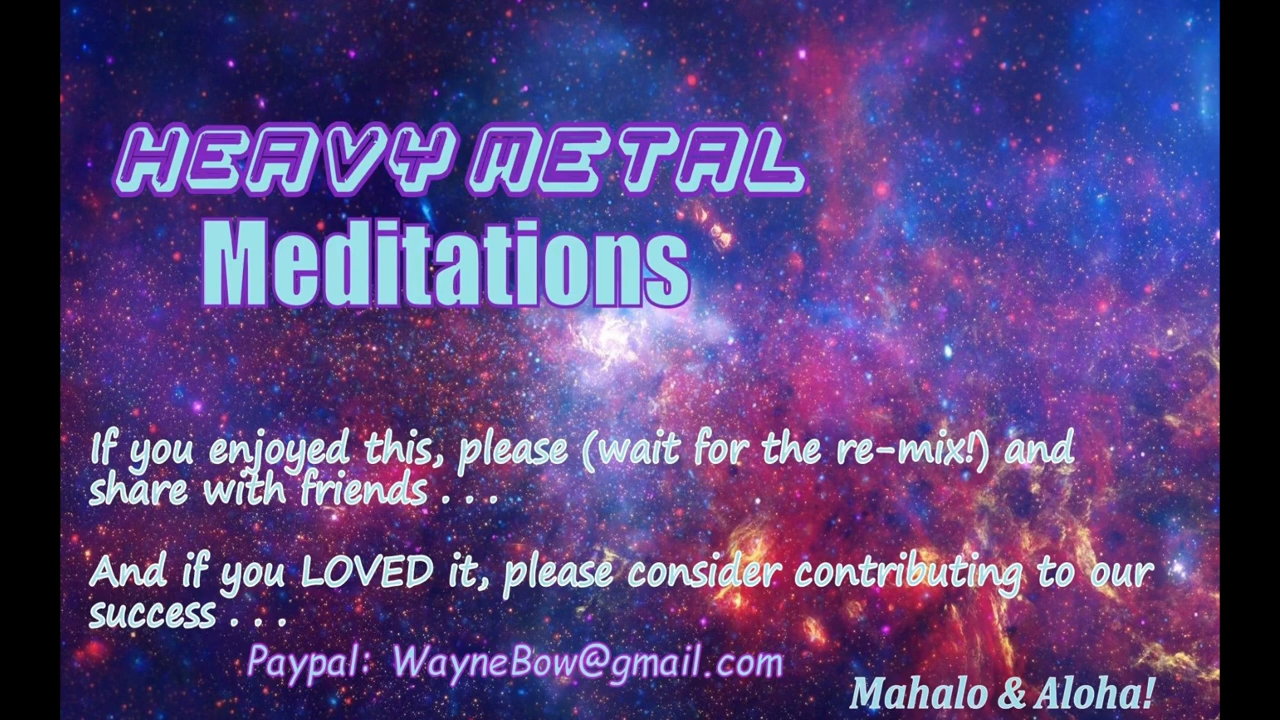 HEAVY METAL
Meditations
If you enjoyed this, please (wait for the re-mix!) and
share with friends . . .
And if you LOVED it, please consider contributing to our
success . . .
Paypal: WayneBow@gmail.com
Mahalo & Aloha!